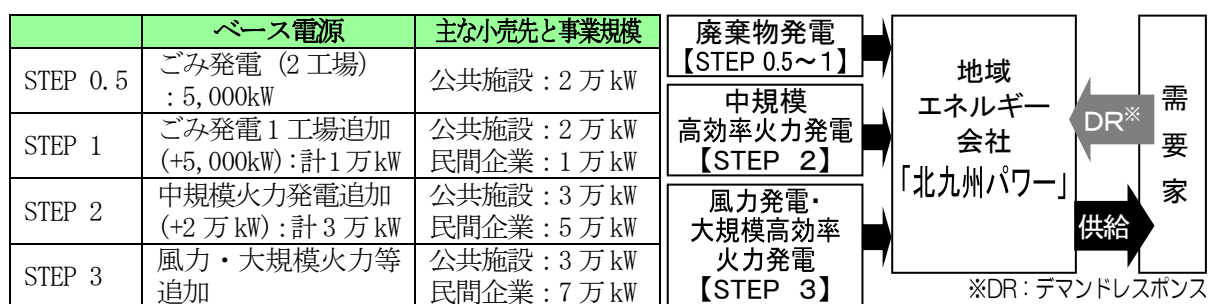 ベース電源 主な小売先と事業規模
STEP 0.5
ごみ発電 (2工場)
:5,000kW
公共施設:2万kW
STEP 1
ごみ発電1工場追加
(+5,000kW):計1万kW
公共施設:2万kW
民間企業:1万kW
STEP 2
中規模火力発電追加
(+2万kW):計3万kW
公共施設:3万kW
民間企業:5万kW
STEP 3
風力・大規模火力等
追加
公共施設:3万kW
民間企業:7万kW
廃棄物発電
【STEP 0.5~1】
中規模
高効率火力発電
【STEP 2】
風力発電・
大規模高効率
火力発電
【STEP 3】
地域
エネルギー
会社
「北九州パワー」
DR※
供給
需要家
※DR:デマンドレスポンス